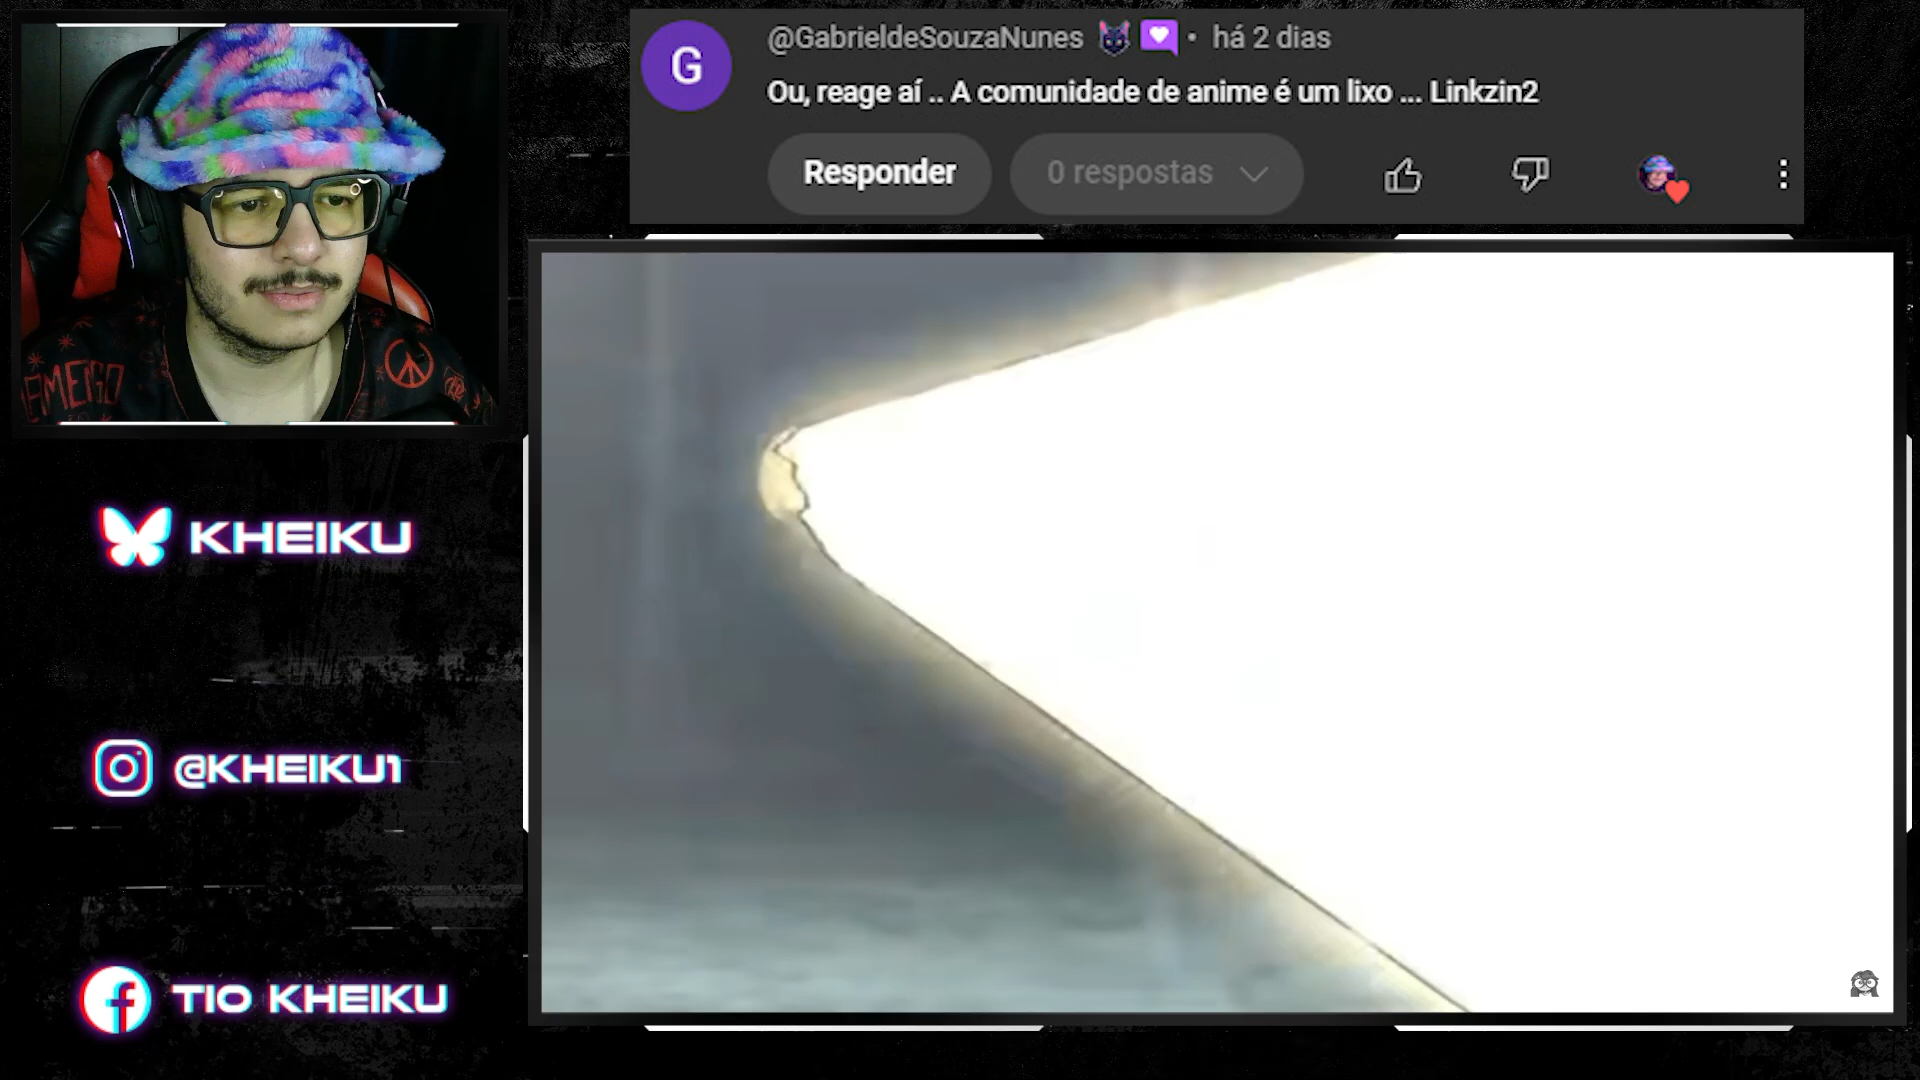 @GabrieldeSouzaNunes • há 2 dias
G
Ou, reage aí .. A comunidade de anime é um lixo ... Linkzin2
Responder
0 respostas
KHEIKU
@KHEIKU1
TIO KHEIKU